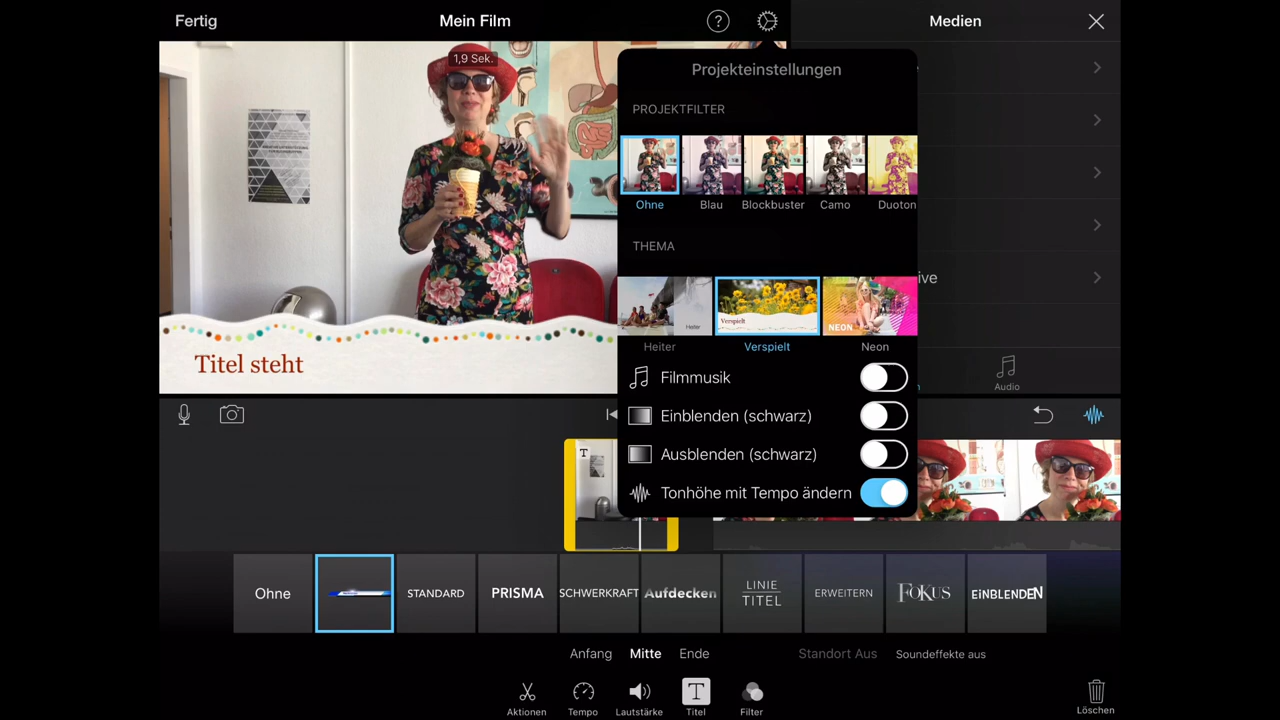 Fertig
Mein Film
?
Medien
1,9 Sek.
Projekteinstellungen
PROJEKTFILTER
Ohne
Blau
Blockbuster
Camo
Duoton
THEMA
Heiter
Verspielt
NEON
Heiter
Verspielt
Neon
ive
Titel steht
Filmmusik
Audio
Einblenden (schwarz)
Ausblenden (schwarz)
Tonhöhe mit Tempo ändern
T
Ohne
STANDARD
PRISMA
SCHWERKRAFT
Aufdecken
LINIE
TITEL
ERWEITERN
FOKUS
EiNBLENDEN
Anfang
Mitte
Ende
Standort Aus
Soundeffekte aus
T
Aktionen
Tempo
Lautstärke
Titel
Filter
Löschen